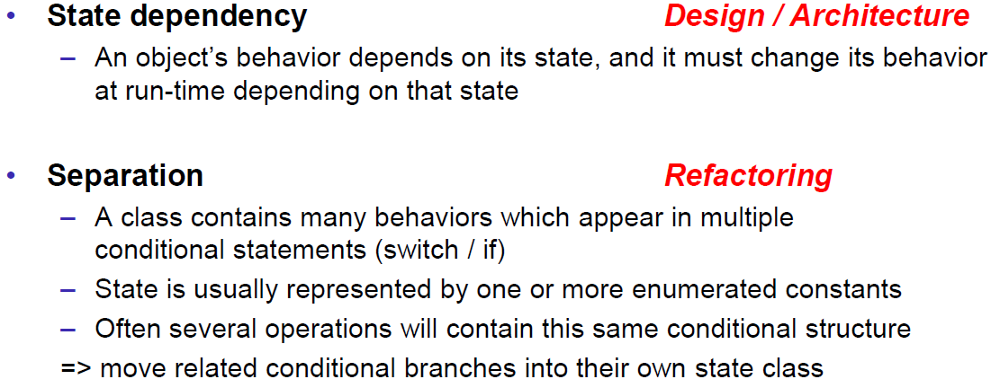 • State dependency Design / Architecture
– An object’s behavior depends on its state, and it must change its behavior
at run-time depending on that state
• Separation Refactoring
– A class contains many behaviors which appear in multiple
conditional statements (switch / if)
– State is usually represented by one or more enumerated constants
– Often several operations will contain this same conditional structure
=> move related conditional branches into their own state class